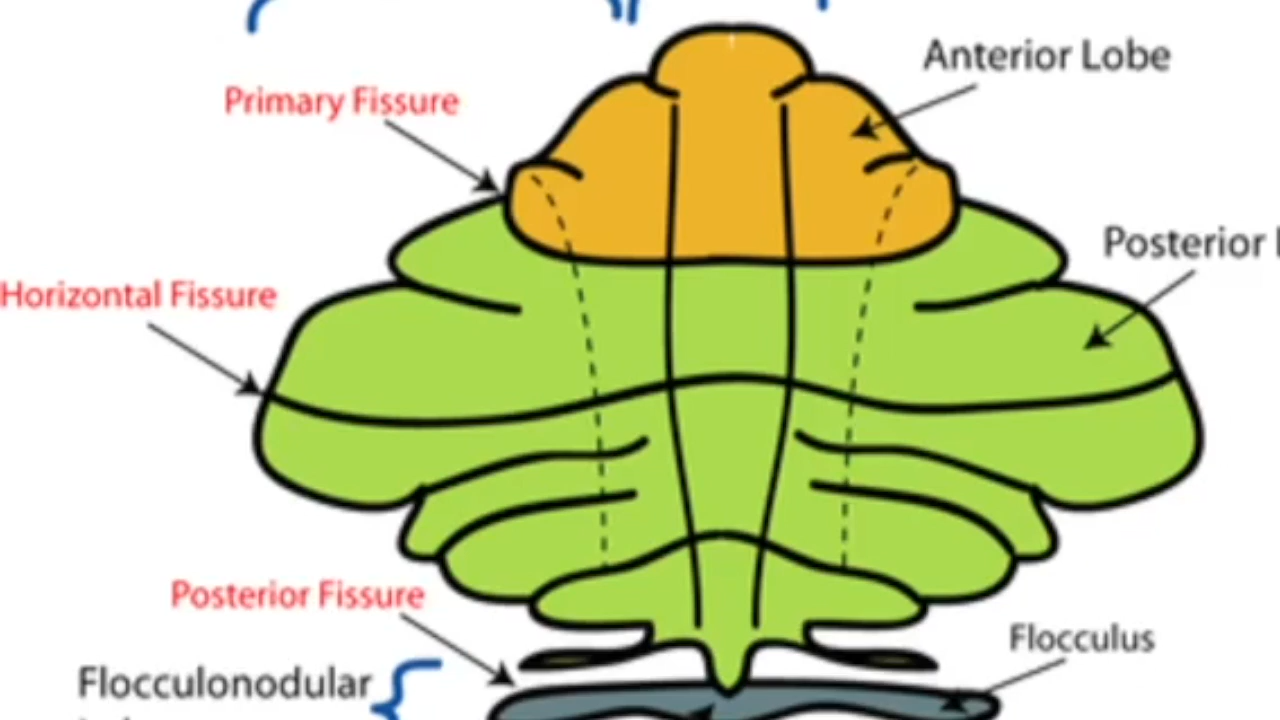 Anterior Lobe
Primary Fissure
Posterior
Horizontal Fissure
Posterior Fissure
Flocculus
Flocculonodular